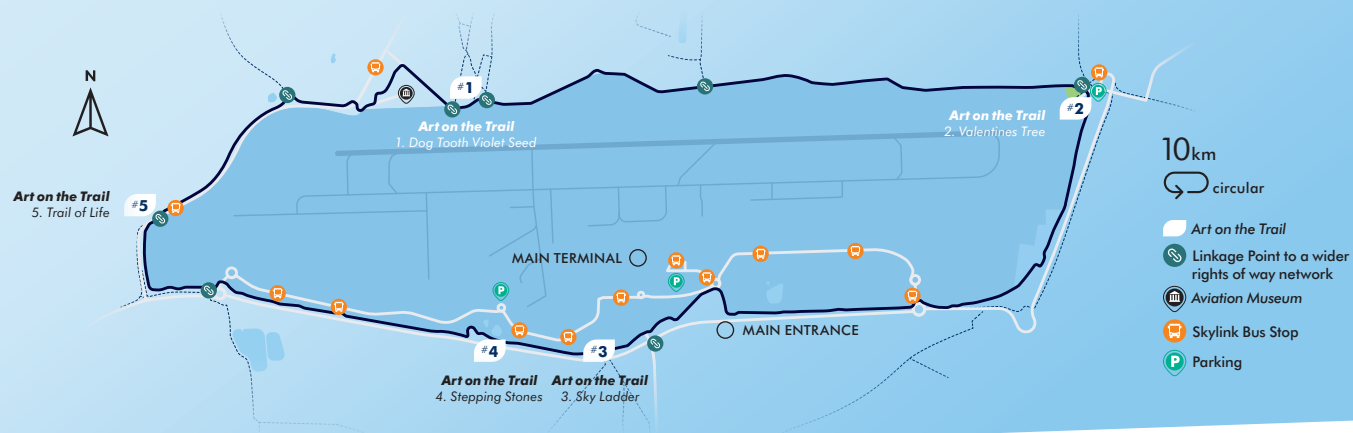 N
#1
Art on the Trail
1. Dog Tooth Violet Seed
Art on the Trail
2. Valentines Tree
#2
P
10km
circular
Art on the Trail
5. Trail of Life
#5
Art on the Trail
Linkage Point to a wider
rights of way network
Aviation Museum
Skylink Bus Stop
P
Parking
MAIN TERMINAL
P
P
MAIN ENTRANCE
#4
#3
Art on the Trail
4. Stepping Stones
Art on the Trail
3. Sky Ladder